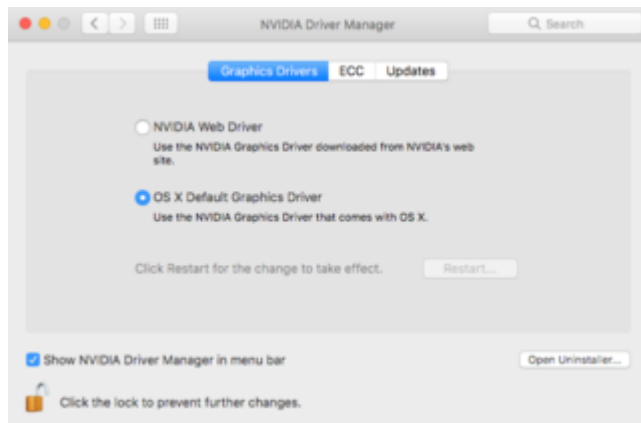 NVIDIA Driver Manager
Search
Graphics Drivers
ECC
Updates
NVIDIA Web Driver
Use the NVIDIA Graphics Driver downloaded from NVIDIA's web
site.
OS X Default Graphics Driver
Use the NVIDIA Graphics Driver that comes with OS X.
Click Restart for the change to take effect.
Restart...
Show NVIDIA Driver Manager in menu bar
Open Uninstaller...
Click the lock to prevent further changes.